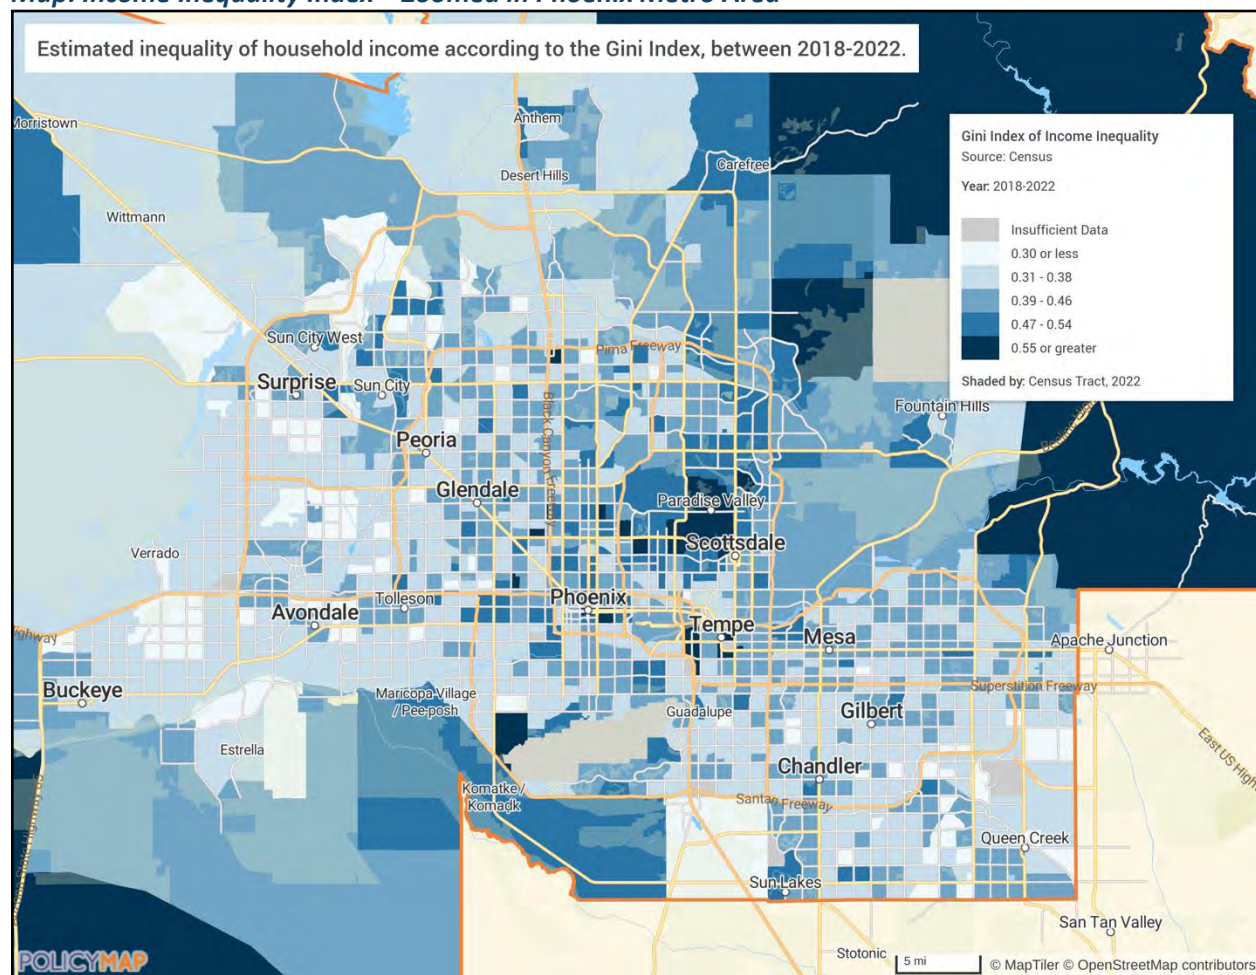 Map: Income Inequality Index – Zoomed in Phoenix Metro Area
Estimated inequality of household income according to the Gini Index, between 2018-2022.
Gini Index of Income Inequality
Source: Census
Year: 2018-2022
Insufficient Data
0.30 or less
0.31 - 0.38
0.39 - 0.46
0.47 - 0.54
0.55 or greater
Shaded by: Census Tract, 2022
Morristown
Anthem
Carefree
Desert Hills
Wittmann
Sun City West
Pima Freeway
Surprise
Sun City
Fountain Hills
Black Canyon Freeway
Peoria
Glendale
Paradise Valley
Scottsdale
Verrado
Avondale
Tolleson
Phoenix
Tempe
Mesa
Apache Junction
Highway
Superstition Freeway
Buckeye
Maricopa Village
/ Pee-posh
Guadalupe
Gilbert
East US High
Estrella
Chandler
Komatke /
Komaḍk
Santan Freeway
Queen Creek
Sun Lakes
San Tan Valley
Stotonic
5 mi
POLICYMAP
© MapTiler © OpenStreetMap contributors